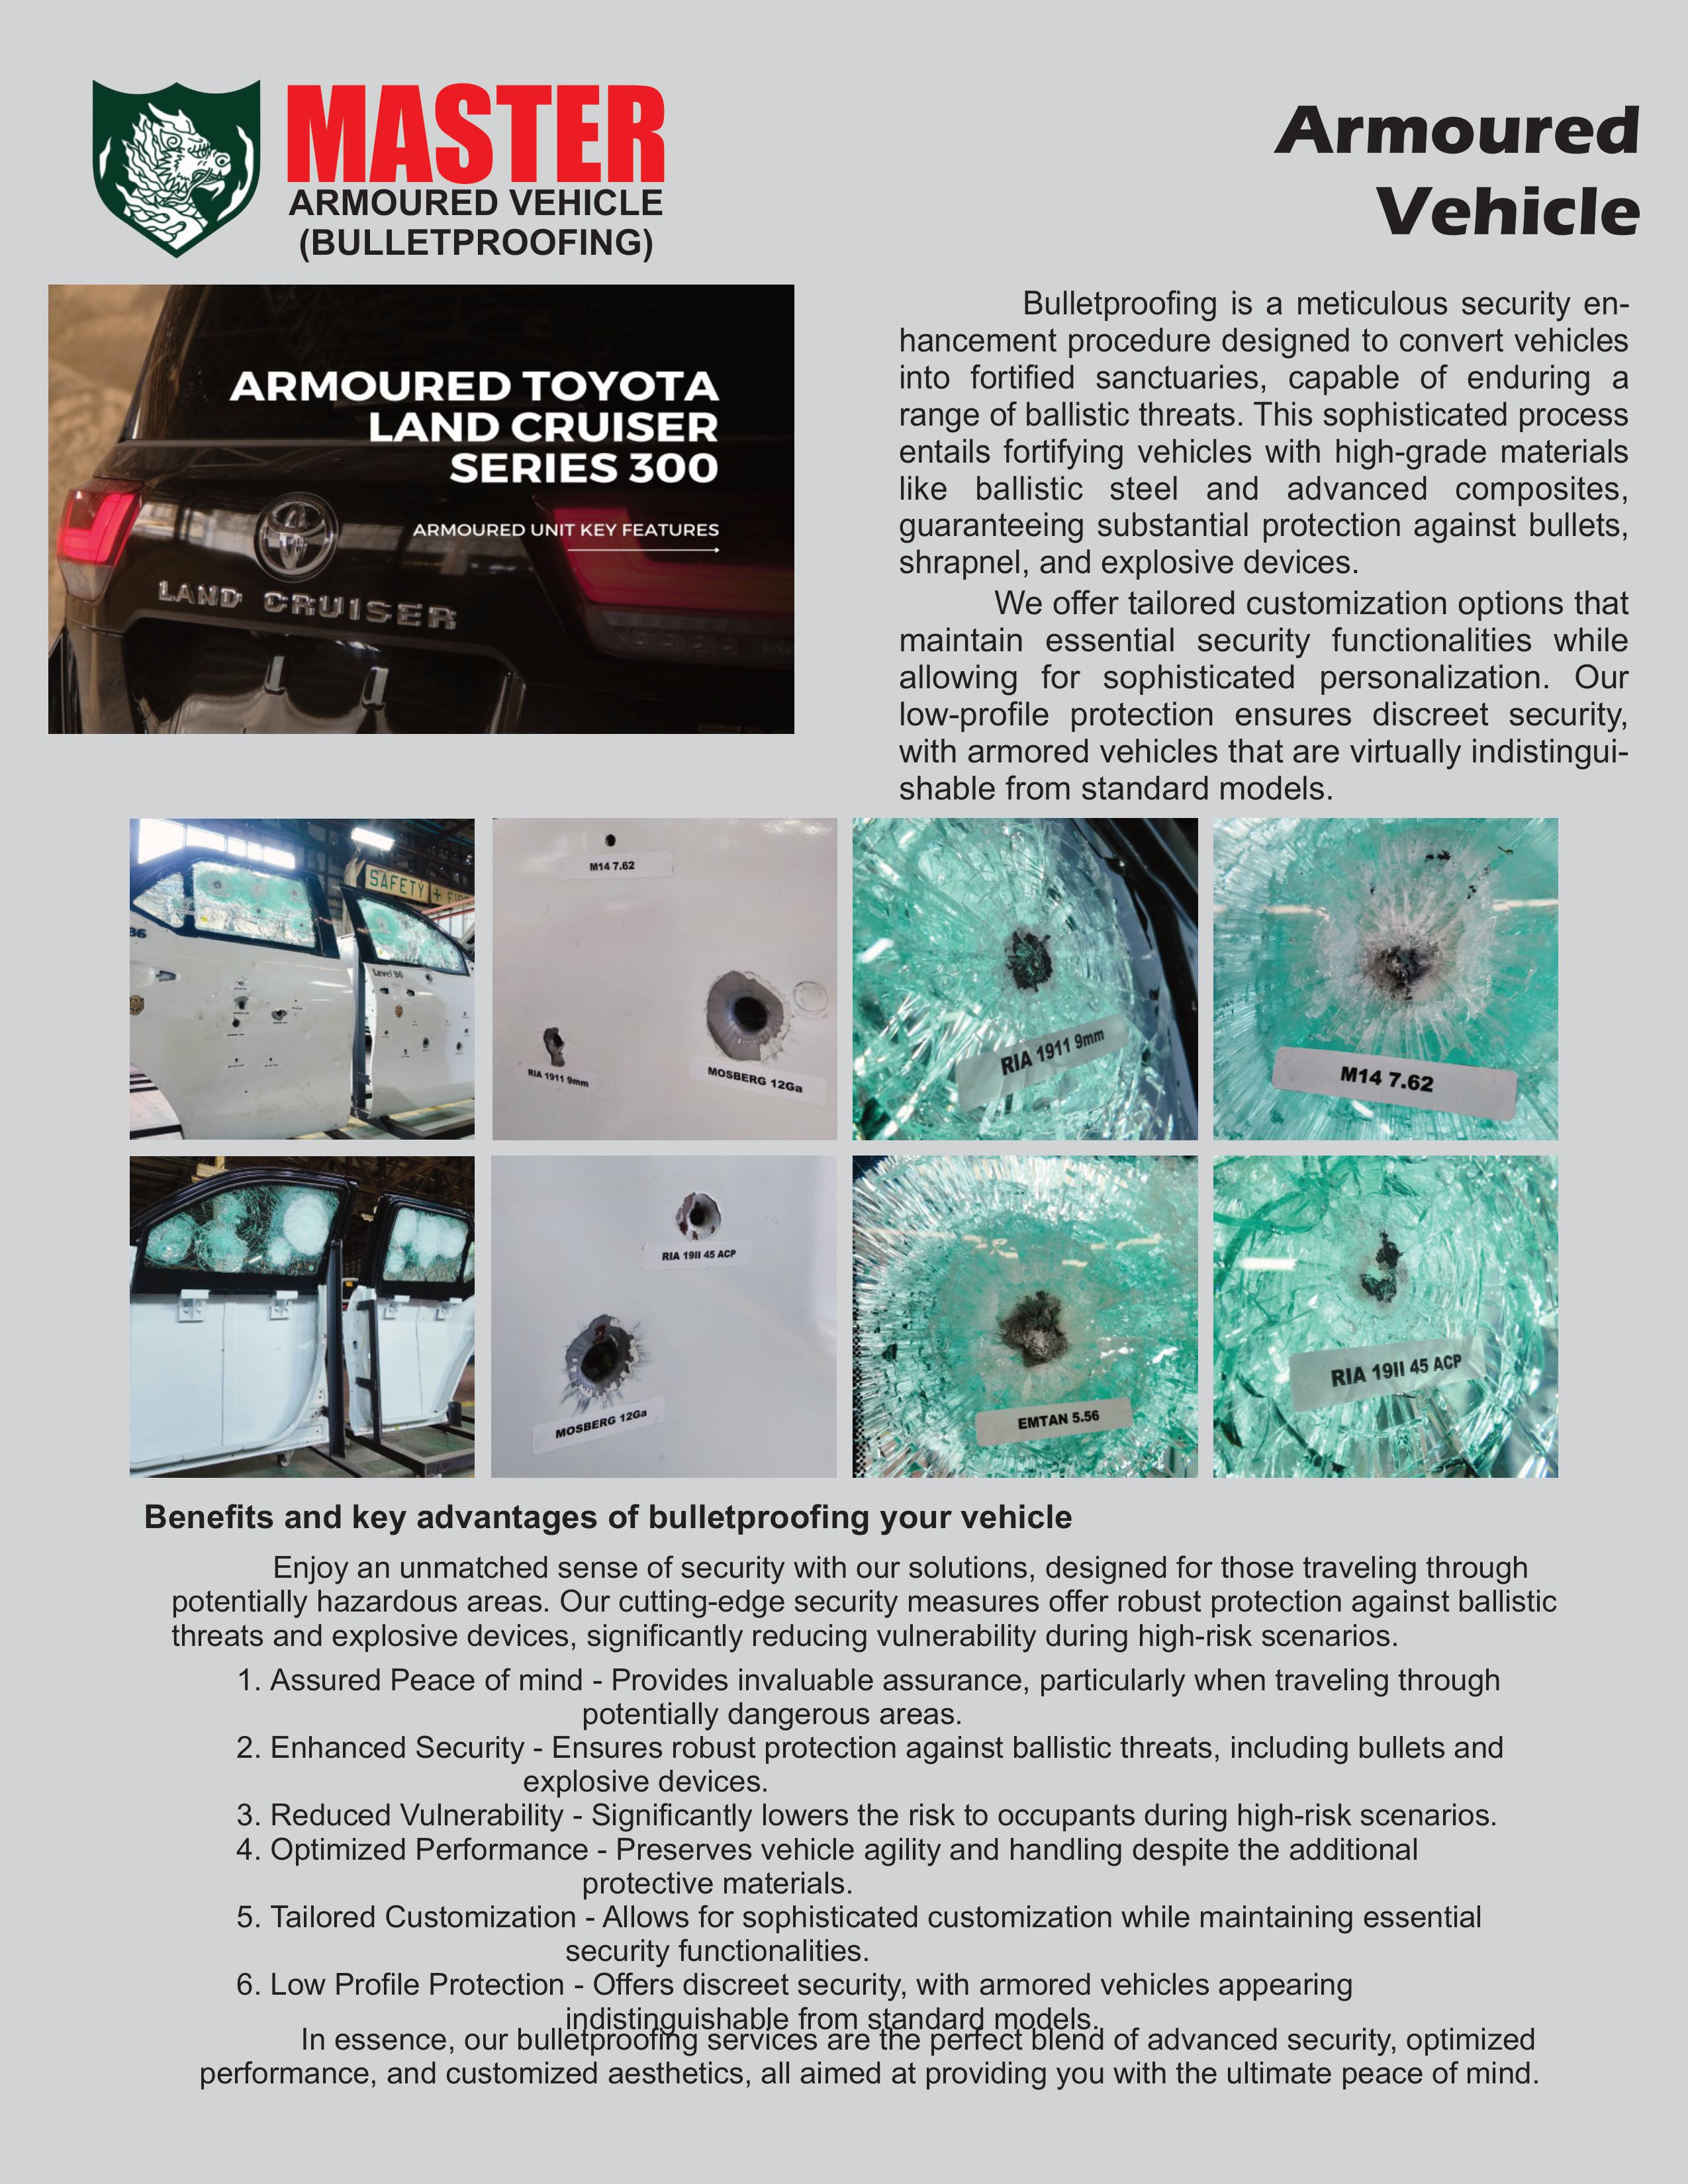 MASTER
ARMOURED VEHICLE
(BULLETPROOFING)
Armoured
Vehicle
ARMOURED TOYOTA
LAND CRUISER
SERIES 300
ARMOURED UNIT KEY FEATURES
LAND CRUISER
Bulletproofing is a meticulous security en-
hancement procedure designed to convert vehicles
into fortified sanctuaries, capable of enduring a
range of ballistic threats. This sophisticated process
entails fortifying vehicles with high-grade materials
like ballistic steel and advanced composites,
guaranteeing substantial protection against bullets,
shrapnel, and explosive devices.
We offer tailored customization options that
maintain essential security functionalities while
allowing for sophisticated personalization. Our
low-profile protection ensures discreet security,
with armored vehicles that are virtually indistingui-
shable from standard models.
SAFETY
B6
Level B6
M14 7.62
RIA 1911 9mm
MOSBERG 12Ga
RIA 1911 9mm
M14 7.62
RIA 19II 45 ACP
MOSBERG 12Ga
EMTAN 5.56
RIA 19II 45 ACP
Benefits and key advantages of bulletproofing your vehicle
Enjoy an unmatched sense of security with our solutions, designed for those traveling through
potentially hazardous areas. Our cutting-edge security measures offer robust protection against ballistic
threats and explosive devices, significantly reducing vulnerability during high-risk scenarios.
1. Assured Peace of mind - Provides invaluable assurance, particularly when traveling through
potentially dangerous areas.
2. Enhanced Security - Ensures robust protection against ballistic threats, including bullets and
explosive devices.
3. Reduced Vulnerability - Significantly lowers the risk to occupants during high-risk scenarios.
4. Optimized Performance - Preserves vehicle agility and handling despite the additional
protective materials.
5. Tailored Customization - Allows for sophisticated customization while maintaining essential
security functionalities.
6. Low Profile Protection - Offers discreet security, with armored vehicles appearing
indistinguishable from standard models.
In essence, our bulletproofing services are the perfect blend of advanced security, optimized
performance, and customized aesthetics, all aimed at providing you with the ultimate peace of mind.